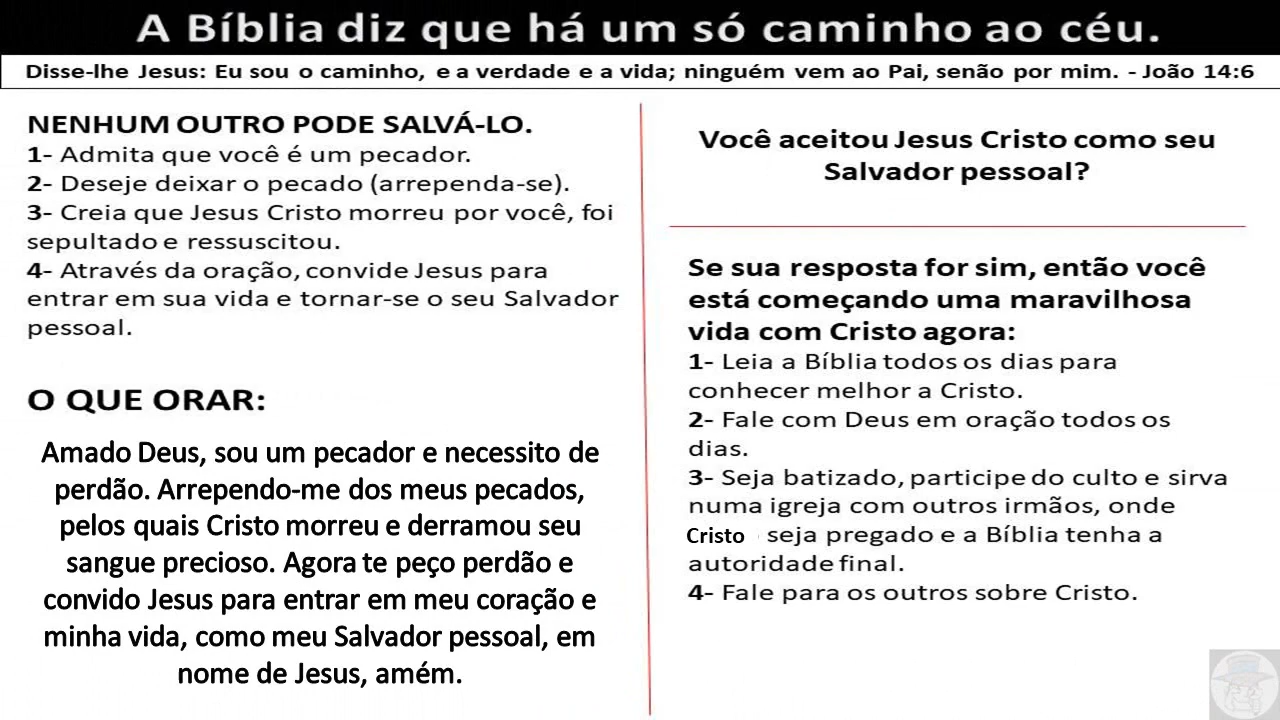 A Bíblia diz que há um só caminho ao céu.
Disse-lhe Jesus: Eu sou o caminho, e a verdade e a vida; ninguém vem ao Pai, senão por mim. - João 14:6
NENHUM OUTRO PODE SALVÁ-LO.
1- Admita que você é um pecador.
2- Deseje deixar o pecado (arrependa-se).
3- Creia que Jesus Cristo morreu por você, foi
sepultado e ressuscitou.
4- Através da oração, convide Jesus para
entrar em sua vida e tornar-se o seu Salvador
pessoal.
O QUE ORAR:
Amado Deus, sou um pecador e necessito de
perdão. Arrependo-me dos meus pecados,
pelos quais Cristo morreu e derramou seu
sangue precioso. Agora te peço perdão e
convido Jesus para entrar em meu coração e
minha vida, como meu Salvador pessoal, em
nome de Jesus, amém.
Você aceitou Jesus Cristo como seu
Salvador pessoal?
Se sua resposta for sim, então você
está começando uma maravilhosa
vida com Cristo agora:
1- Leia a Bíblia todos os dias para
conhecer melhor a Cristo.
2- Fale com Deus em oração todos os
dias.
3- Seja batizado, participe do culto e sirva
numa igreja com outros irmãos, onde
Cristo seja pregado e a Bíblia tenha a
autoridade final.
4- Fale para os outros sobre Cristo.